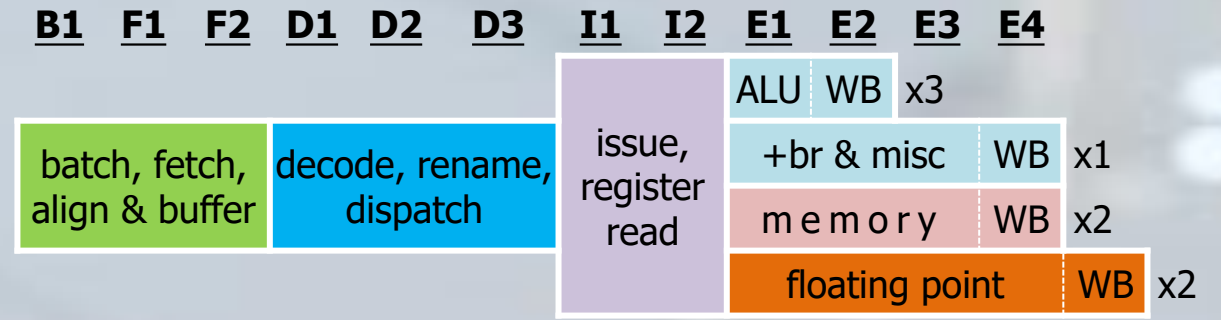 B1 F1 F2 D1 D2 D3 I1 I2 E1 E2 E3 E4
ALU WB x3
batch, fetch,
align & buffer
decode, rename,
dispatch
issue,
register
read
+br & misc WB x1
memory WB x2
floating point WB x2